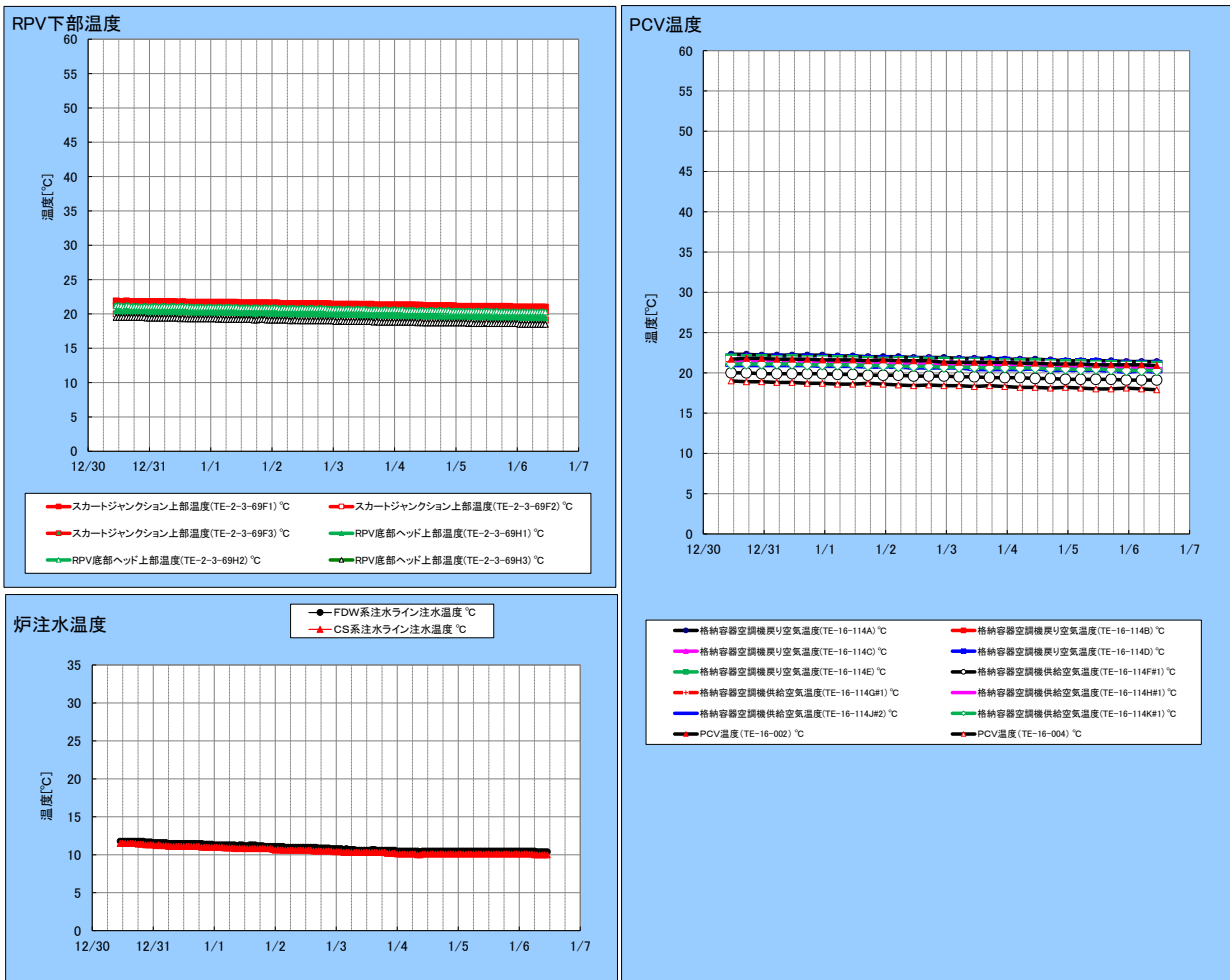 RPV下部温度
60
55
50
45
40
35
30
25
20
15
10
5
0
温度[℃]
12/30 12/31 1/1 1/2 1/3 1/4 1/5 1/6 1/7
スカートジャンクション上部温度(TE-2-3-69F1) ℃ スカートジャンクション上部温度(TE-2-3-69F2) ℃
スカートジャンクション上部温度(TE-2-3-69F3) ℃ RPV底部ヘッド上部温度(TE-2-3-69H1) ℃
RPV底部ヘッド上部温度(TE-2-3-69H2) ℃ RPV底部ヘッド上部温度(TE-2-3-69H3) ℃
炉注水温度
FDW系注水ライン注水温度 ℃
CS系注水ライン注水温度 ℃
35
30
25
20
15
10
5
0
温度[℃]
12/30 12/31 1/1 1/2 1/3 1/4 1/5 1/6 1/7
PCV温度
60
55
50
45
40
35
30
25
20
15
10
5
0
温度[℃]
12/30 12/31 1/1 1/2 1/3 1/4 1/5 1/6 1/7
格納容器空調機戻り空気温度(TE-16-114A) ℃ 格納容器空調機戻り空気温度(TE-16-114B) ℃
格納容器空調機戻り空気温度(TE-16-114C) ℃ 格納容器空調機戻り空気温度(TE-16-114D) ℃
格納容器空調機戻り空気温度(TE-16-114E) ℃ 格納容器空調機供給空気温度(TE-16-114F#1) ℃
格納容器空調機供給空気温度(TE-16-114G#1) ℃ 格納容器空調機供給空気温度(TE-16-114H#1) ℃
格納容器空調機供給空気温度(TE-16-114J#2) ℃ 格納容器空調機供給空気温度(TE-16-114K#1) ℃
PCV温度(TE-16-002) ℃ PCV温度(TE-16-004) ℃